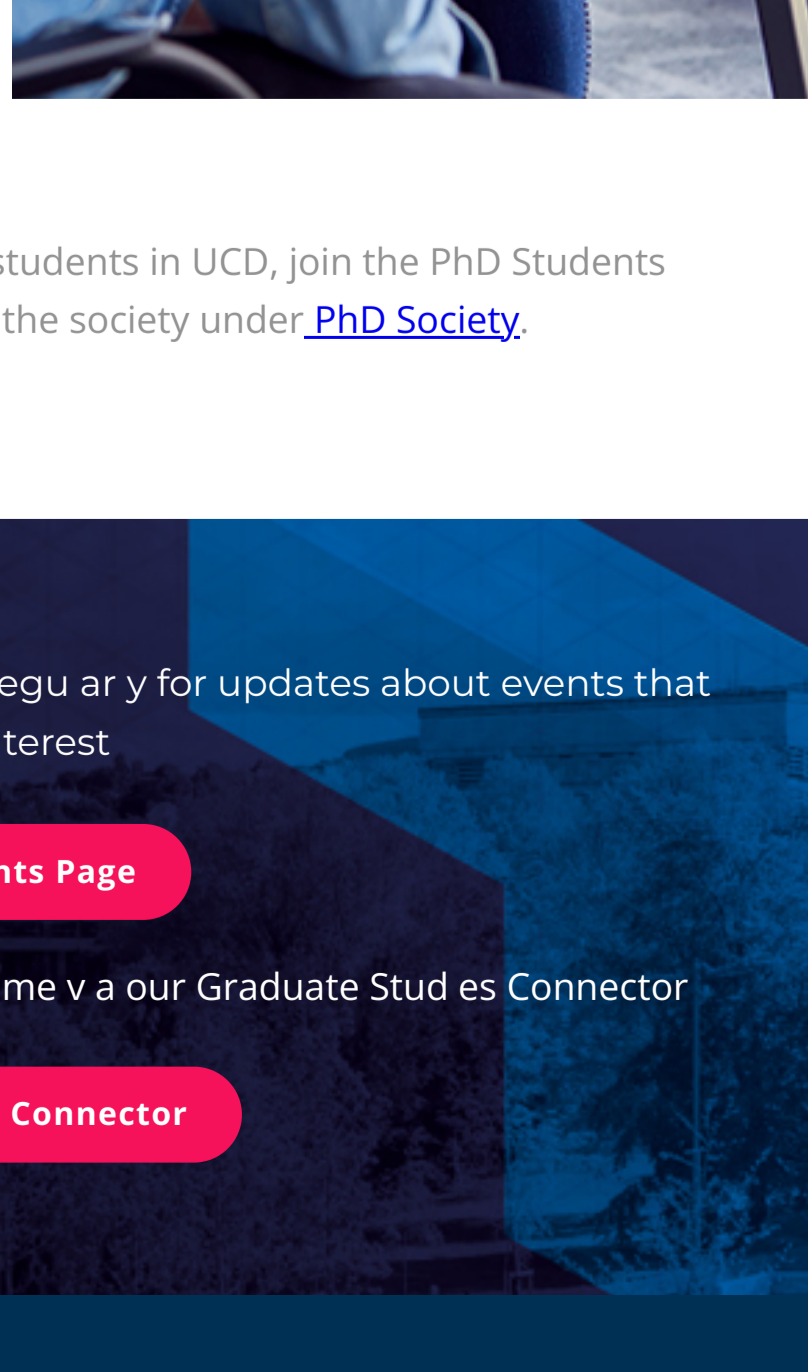 students in UCD, join the PhD Students
the society under PhD Society.
egu ar y for updates about events that
terest
nts Page
me v a our Graduate Stud es Connector
Connector